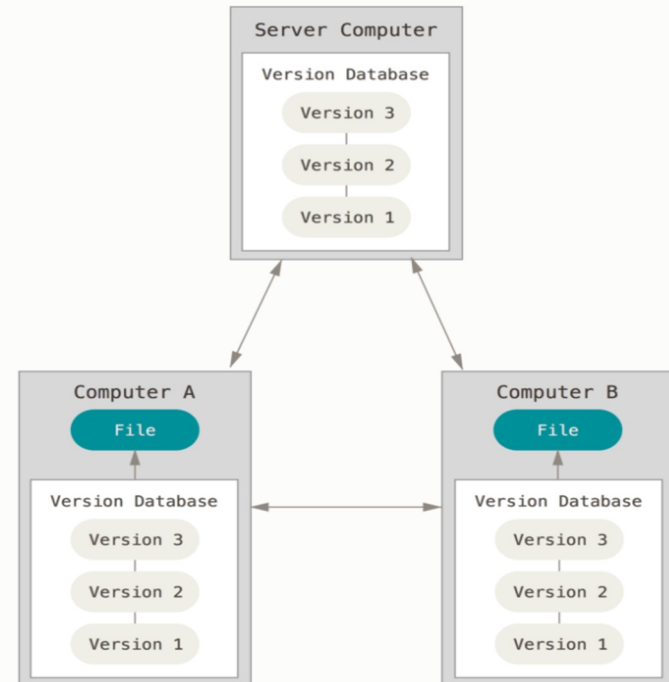 Server Computer
Version Database
Version 3
Version 2
Version 1
Computer A
File
Version Database
Version 3
Version 2
Version 1
Computer B
File
Version Database
Version 3
Version 2
Version 1